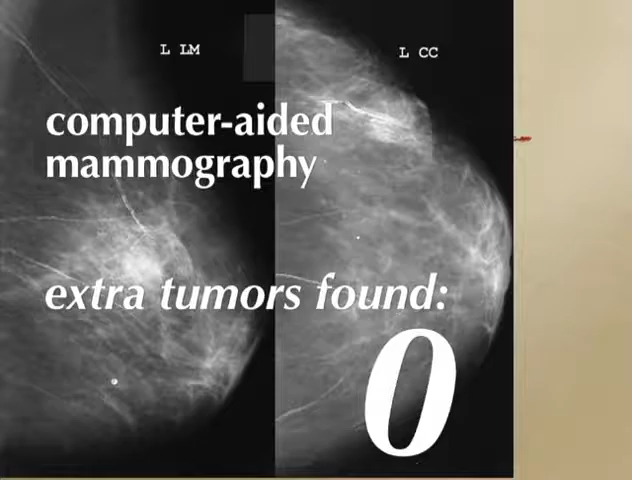 L LM
L CC
computer-aided
mammography
extra tumors found:
0